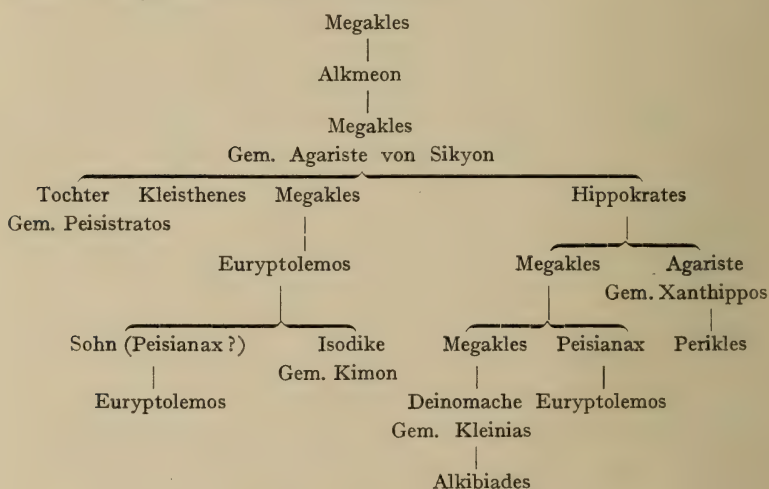 Megakles
Alkmeon
Megakles
Gem. Agariste von Sikyon
Tochter Kleisthenes Megakles Hippokrates
Gem. Peisistratos
Euryptolemos Megakles Agariste
Gem. Xanthippos
Sohn (Peisianax?) Isodike Megakles Peisianax Perikles
Gem. Kimon
Euryptolemos Deinomache Euryptolemos
Gem. Kleinias
Alkibiades